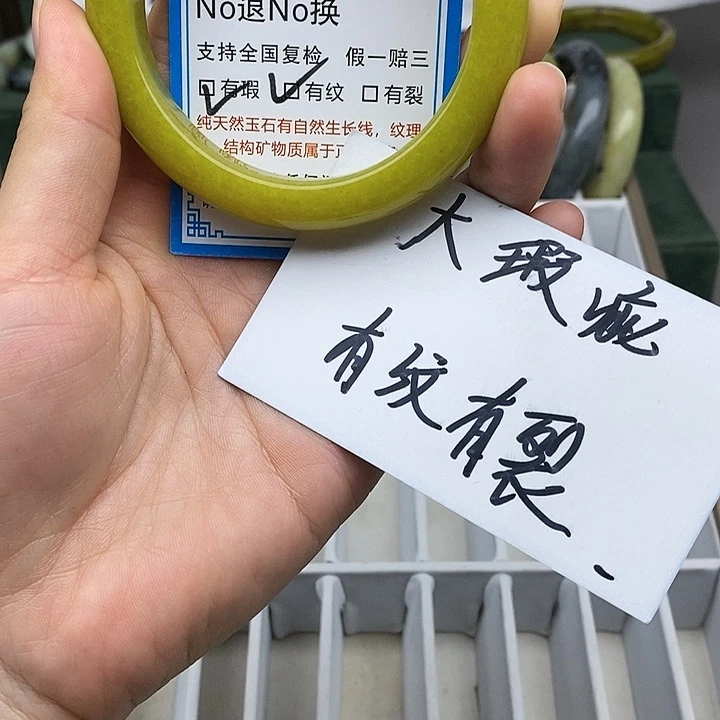 No退No换
支持全国复检 假一赔三
☑有瑕 ☑有纹 □有裂
纯天然玉石有自然生长线，纹理
结构矿物质属于
大瑕疵
有纹有裂、